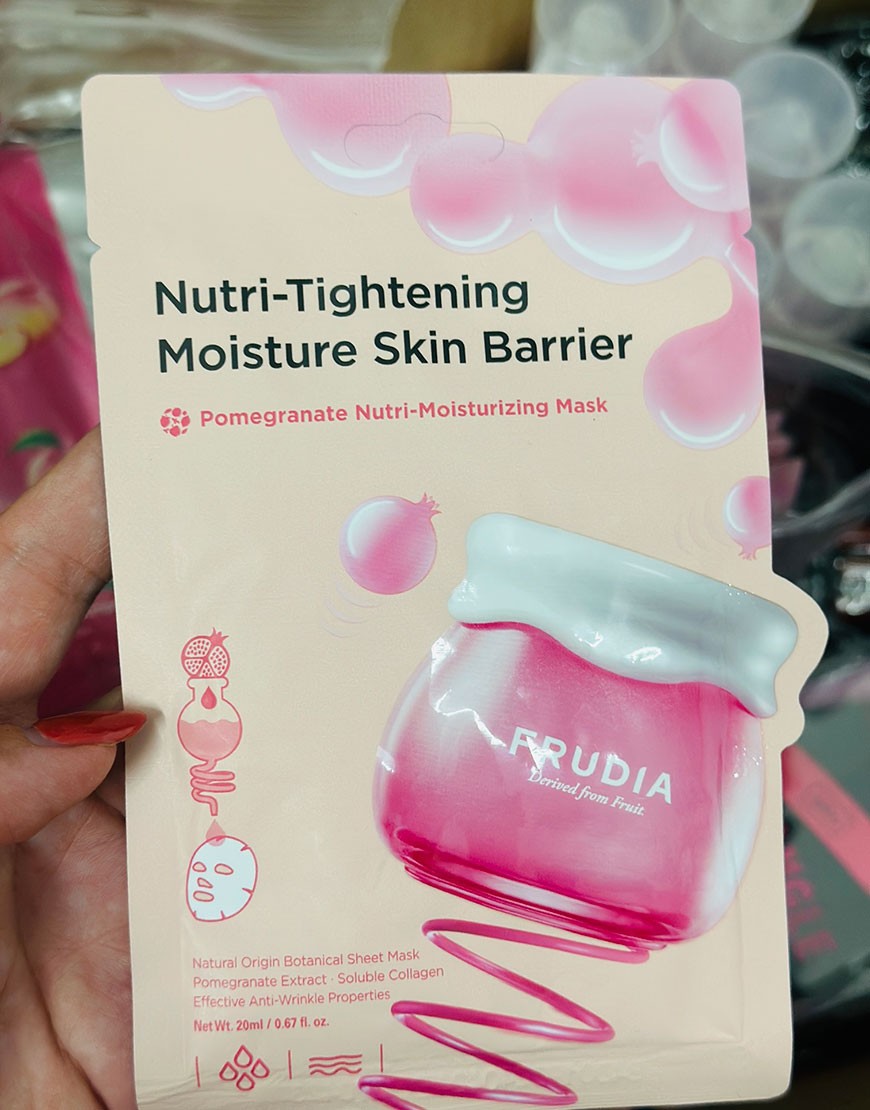 Nutri-Tightening
Moisture Skin Barrier
Pomegranate Nutri-Moisturizing Mask
FRUDIA
Derived from Fruit.
Natural Origin Botanical Sheet Mask
Pomegranate Extract · Soluble Collagen
Effective Anti-Wrinkle Properties
Net Wt. 20ml / 0.67 fl. oz.